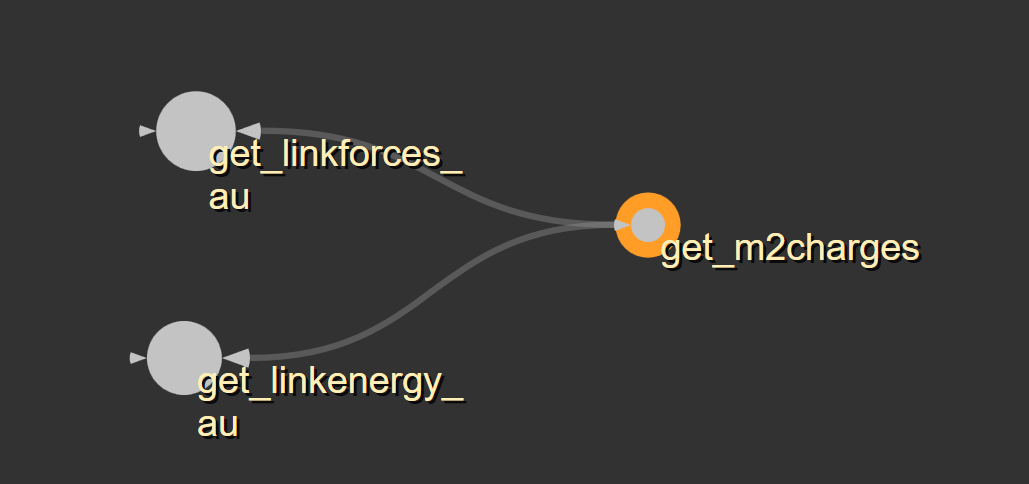 get_linkforces_
au
get_m2charges
get_linkenergy_
au